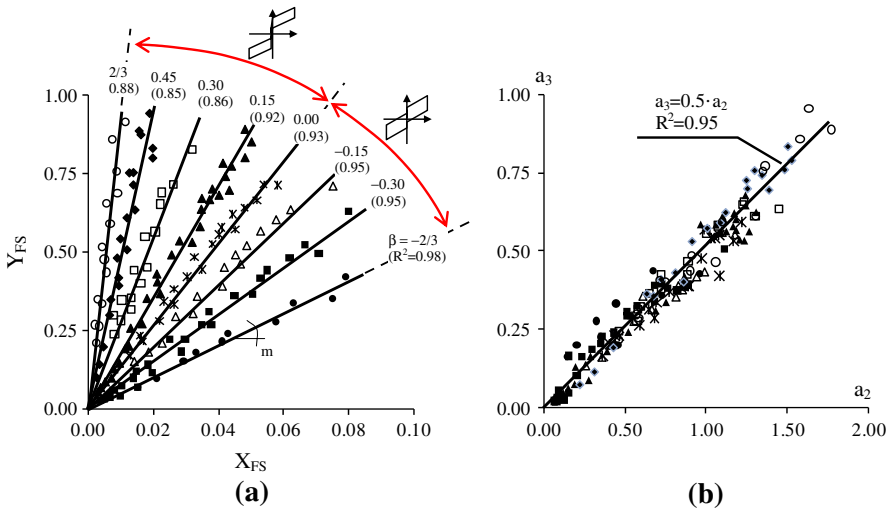 2/3
(0.88)
0.45
(0.85)
0.30
(0.86)
0.15
(0.92)
0.00
(0.93)
−0.15
(0.95)
−0.30
(0.95)
β = −2/3
(R²=0.98)
m
1.00
0.75
0.50
0.25
0.00
Y_FS
0.00 0.02 0.04 0.06 0.08 0.10
X_FS
(a)
a₃
a₃=0.5·a₂
R²=0.95
1.00
0.75
0.50
0.25
0.00
a₂
0.00 0.50 1.00 1.50 2.00
(b)